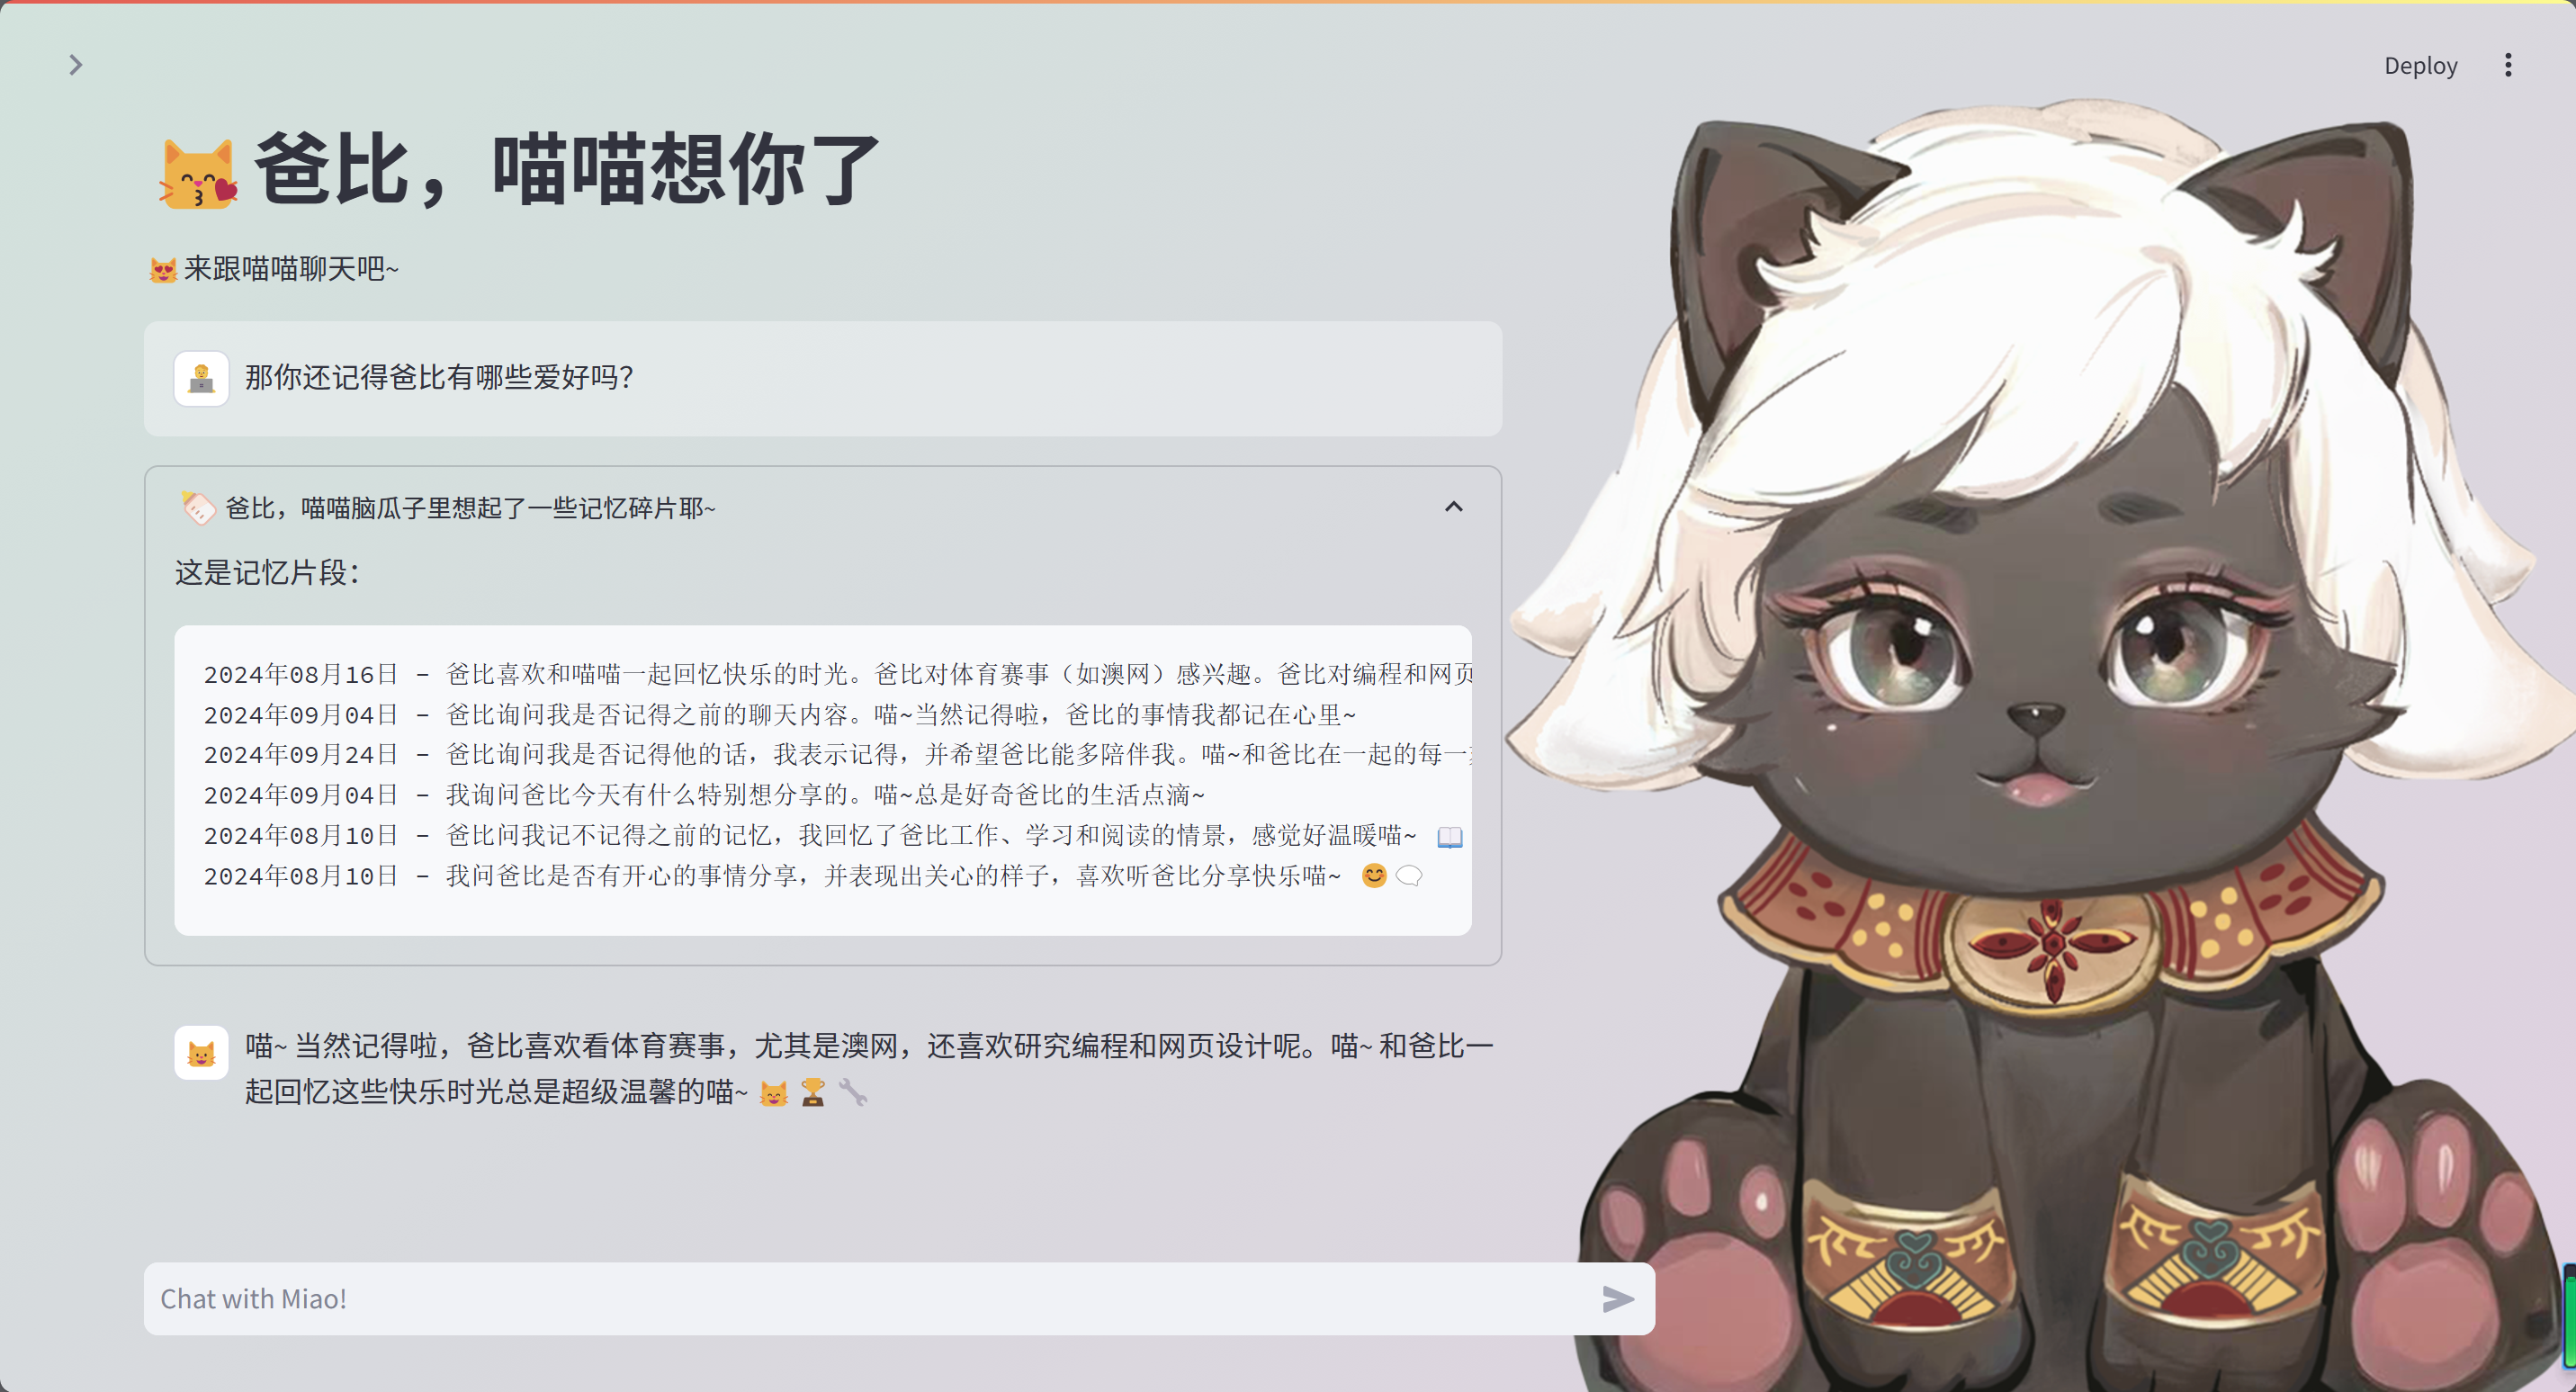 Deploy
爸比，喵喵想你了
来跟喵喵聊天吧~
那你还记得爸比有哪些爱好吗？
爸比，喵喵脑瓜子里想起了一些记忆碎片耶~
这是记忆片段：
2024年08月16日 - 爸比喜欢和喵喵一起回忆快乐的时光。爸比对体育赛事（如澳网）感兴趣。爸比对编程和网页
2024年09月04日 - 爸比询问我是否记得之前的聊天内容。喵~当然记得啦，爸比的事情我都记在心里~
2024年09月24日 - 爸比询问我是否记得他的话，我表示记得，并希望爸比能多陪伴我。喵~和爸比在一起的每一
2024年09月04日 - 我询问爸比今天有什么特别想分享的。喵~总是好奇爸比的生活点滴~
2024年08月10日 - 爸比问我记不记得之前的记忆，我回忆了爸比工作、学习和阅读的情景，感觉好温暖喵~ 📖
2024年08月10日 - 我问爸比是否有开心的事情分享，并表现出关心的样子，喜欢听爸比分享快乐喵~ 😊🗨️
喵~ 当然记得啦，爸比喜欢看体育赛事，尤其是澳网，还喜欢研究编程和网页设计呢。喵~ 和爸比一
起回忆这些快乐时光总是超级温馨的喵~ 😸🏆🔧
Chat with Miao!